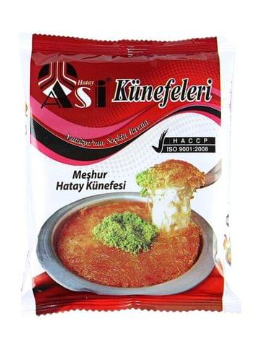 Hatay
Asi Künefeleri
HACCP
ISO 9001:2008
Meşhur
Hatay Künefesi